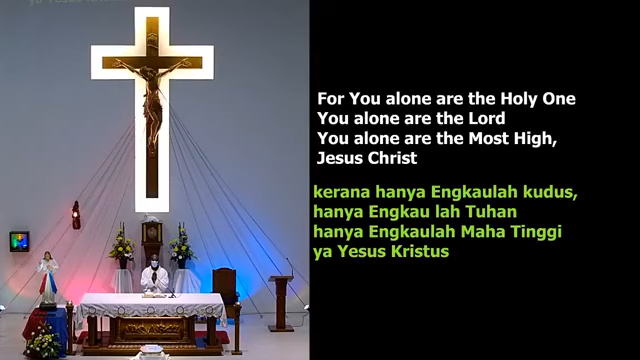 For You alone are the Holy One
You alone are the Lord
You alone are the Most High,
Jesus Christ
kerana hanya Engkaulah kudus,
hanya Engkau lah Tuhan
hanya Engkaulah Maha Tinggi
ya Yesus Kristus